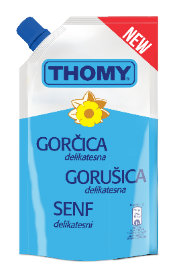 NEW
THOMY®
GORČICA
delikatesna
GORUŠICA
delikatesna
SENF
delikatesni